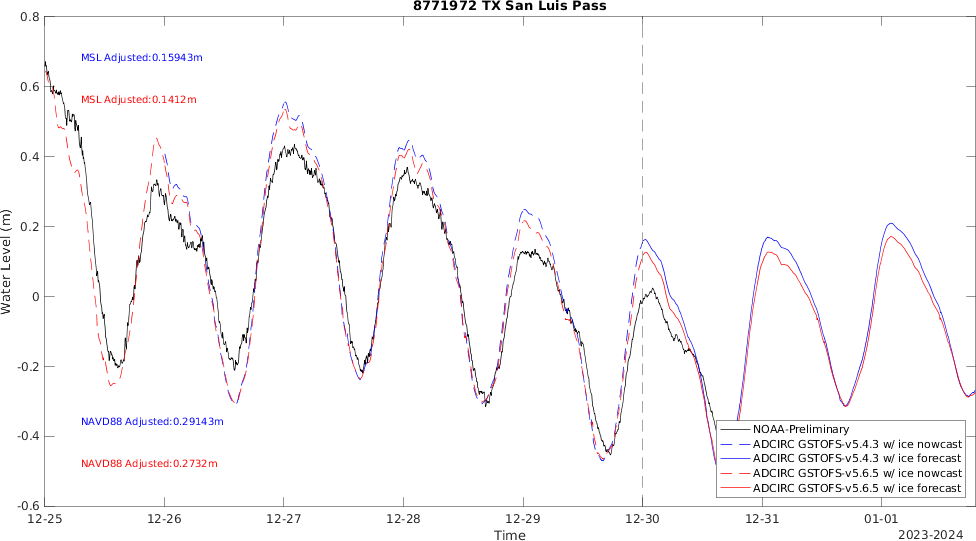 8771972 TX San Luis Pass
MSL Adjusted:0.15943m
MSL Adjusted:0.1412m
NAVD88 Adjusted:0.29143m
NAVD88 Adjusted:0.2732m
Water Level (m)
0.8
0.6
0.4
0.2
0
-0.2
-0.4
-0.6
NOAA-Preliminary
ADCIRC GSTOFS-v5.4.3 w/ ice nowcast
ADCIRC GSTOFS-v5.4.3 w/ ice forecast
ADCIRC GSTOFS-v5.6.5 w/ ice nowcast
ADCIRC GSTOFS-v5.6.5 w/ ice forecast
12-25 12-26 12-27 12-28 12-29 12-30 12-31 01-01
Time
2023-2024